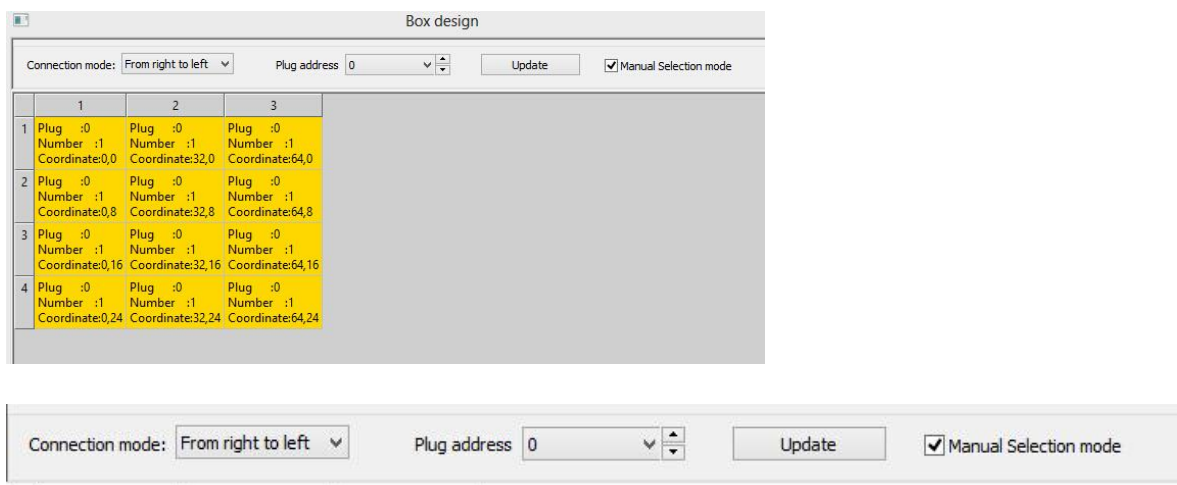 Box design
Connection mode: From right to left Plug address 0 Update Manual Selection mode
1 2 3
1 Plug :0 Plug :0 Plug :0
Number :1 Number :1 Number :1
Coordinate:0,0 Coordinate:32,0 Coordinate:64,0
2 Plug :0 Plug :0 Plug :0
Number :1 Number :1 Number :1
Coordinate:0,8 Coordinate:32,8 Coordinate:64,8
3 Plug :0 Plug :0 Plug :0
Number :1 Number :1 Number :1
Coordinate:0,16 Coordinate:32,16 Coordinate:64,16
4 Plug :0 Plug :0 Plug :0
Number :1 Number :1 Number :1
Coordinate:0,24 Coordinate:32,24 Coordinate:64,24
Connection mode: From right to left Plug address 0 Update Manual Selection mode